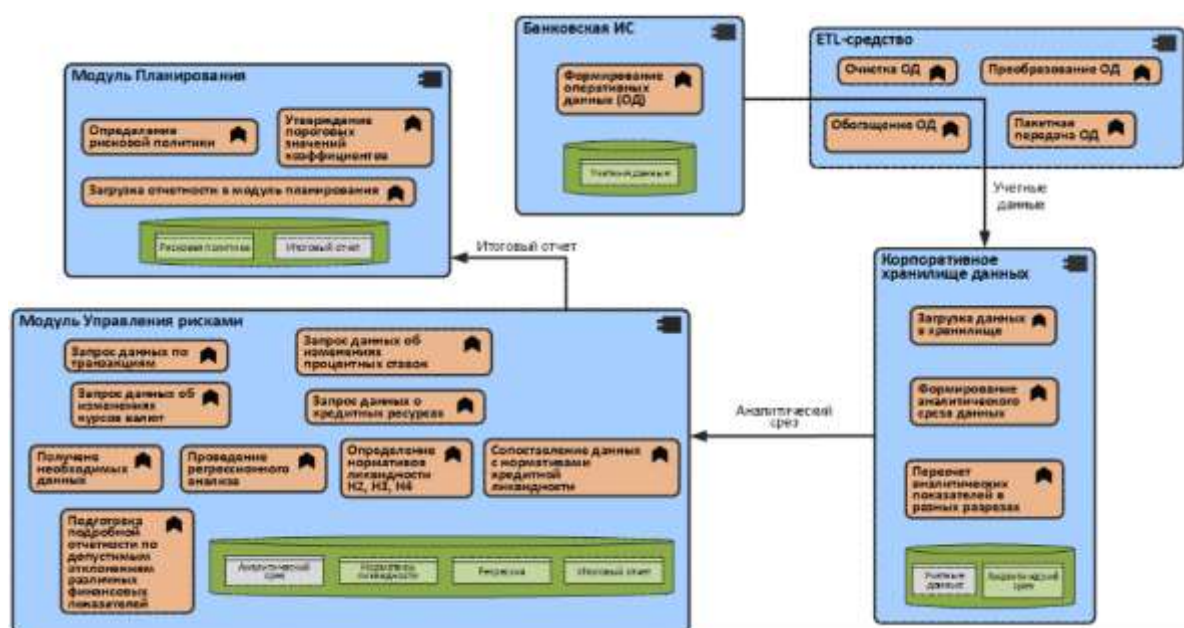 Банковская ИС
Формирование
оперативных
данных (ОД)
Учетные данные
ETL-средство
Очистка ОД
Преобразование ОД
Обогащение ОД
Пакетная
передача ОД
Учетные
данные
Модуль Планирования
Определение
рисковой политики
Утверждение
пороговых
значений
коэффициентов
Загрузка отчетности в модуль планирования
Рисковая политика
Итоговый отчет
Итоговый отчет
Корпоративное
хранилище данных
Загрузка данных
в хранилище
Формирование
аналитического
среза данных
Пересчет
аналитических
показателей в
разных разрезах
Учетные
данные
Аналитический
срез
Аналитический
срез
Модуль Управления рисками
Запрос данных по
транзакциям
Запрос данных об
изменениях
процентных ставок
Запрос данных об
изменениях
курсов валют
Запрос данных о
кредитных ресурсах
Получение
необходимых
данных
Проведение
регрессионного
анализа
Определение
нормативов
ликвидности
Н2, Н3, Н4
Сопоставление данных
с нормативами
кредитной
ликвидности
Подготовка
подробной
отчетности по
допустимым
отклонениям
различных
финансовых
показателей
Аналитический
срез
Нормативы
ликвидности
Регрессия
Итоговый отчет